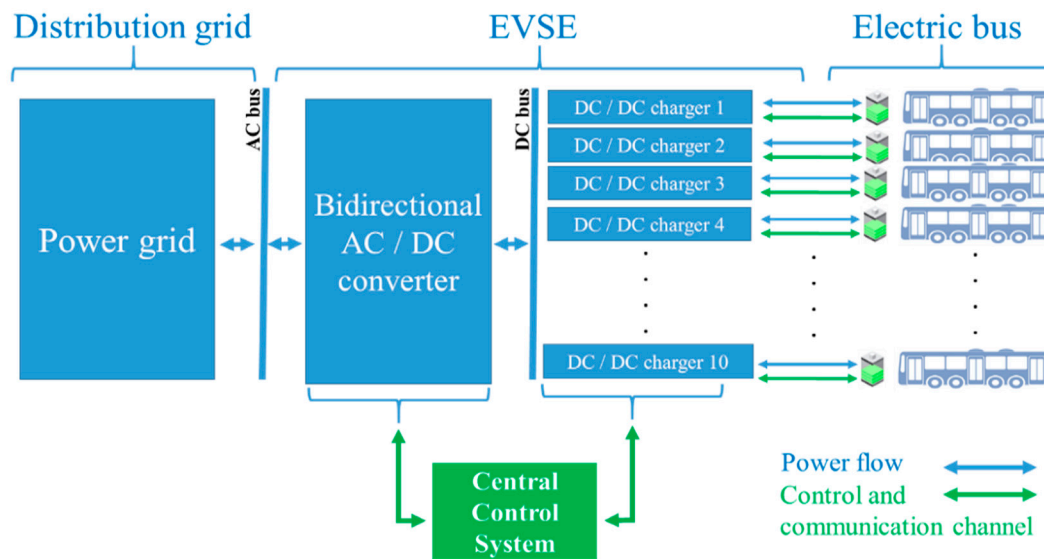 Distribution grid
EVSE
Electric bus
AC bus
DC bus
Power grid
Bidirectional
AC / DC
converter
DC / DC charger 1
DC / DC charger 2
DC / DC charger 3
DC / DC charger 4
DC / DC charger 10
Central
Control
System
Power flow
Control and
communication channel